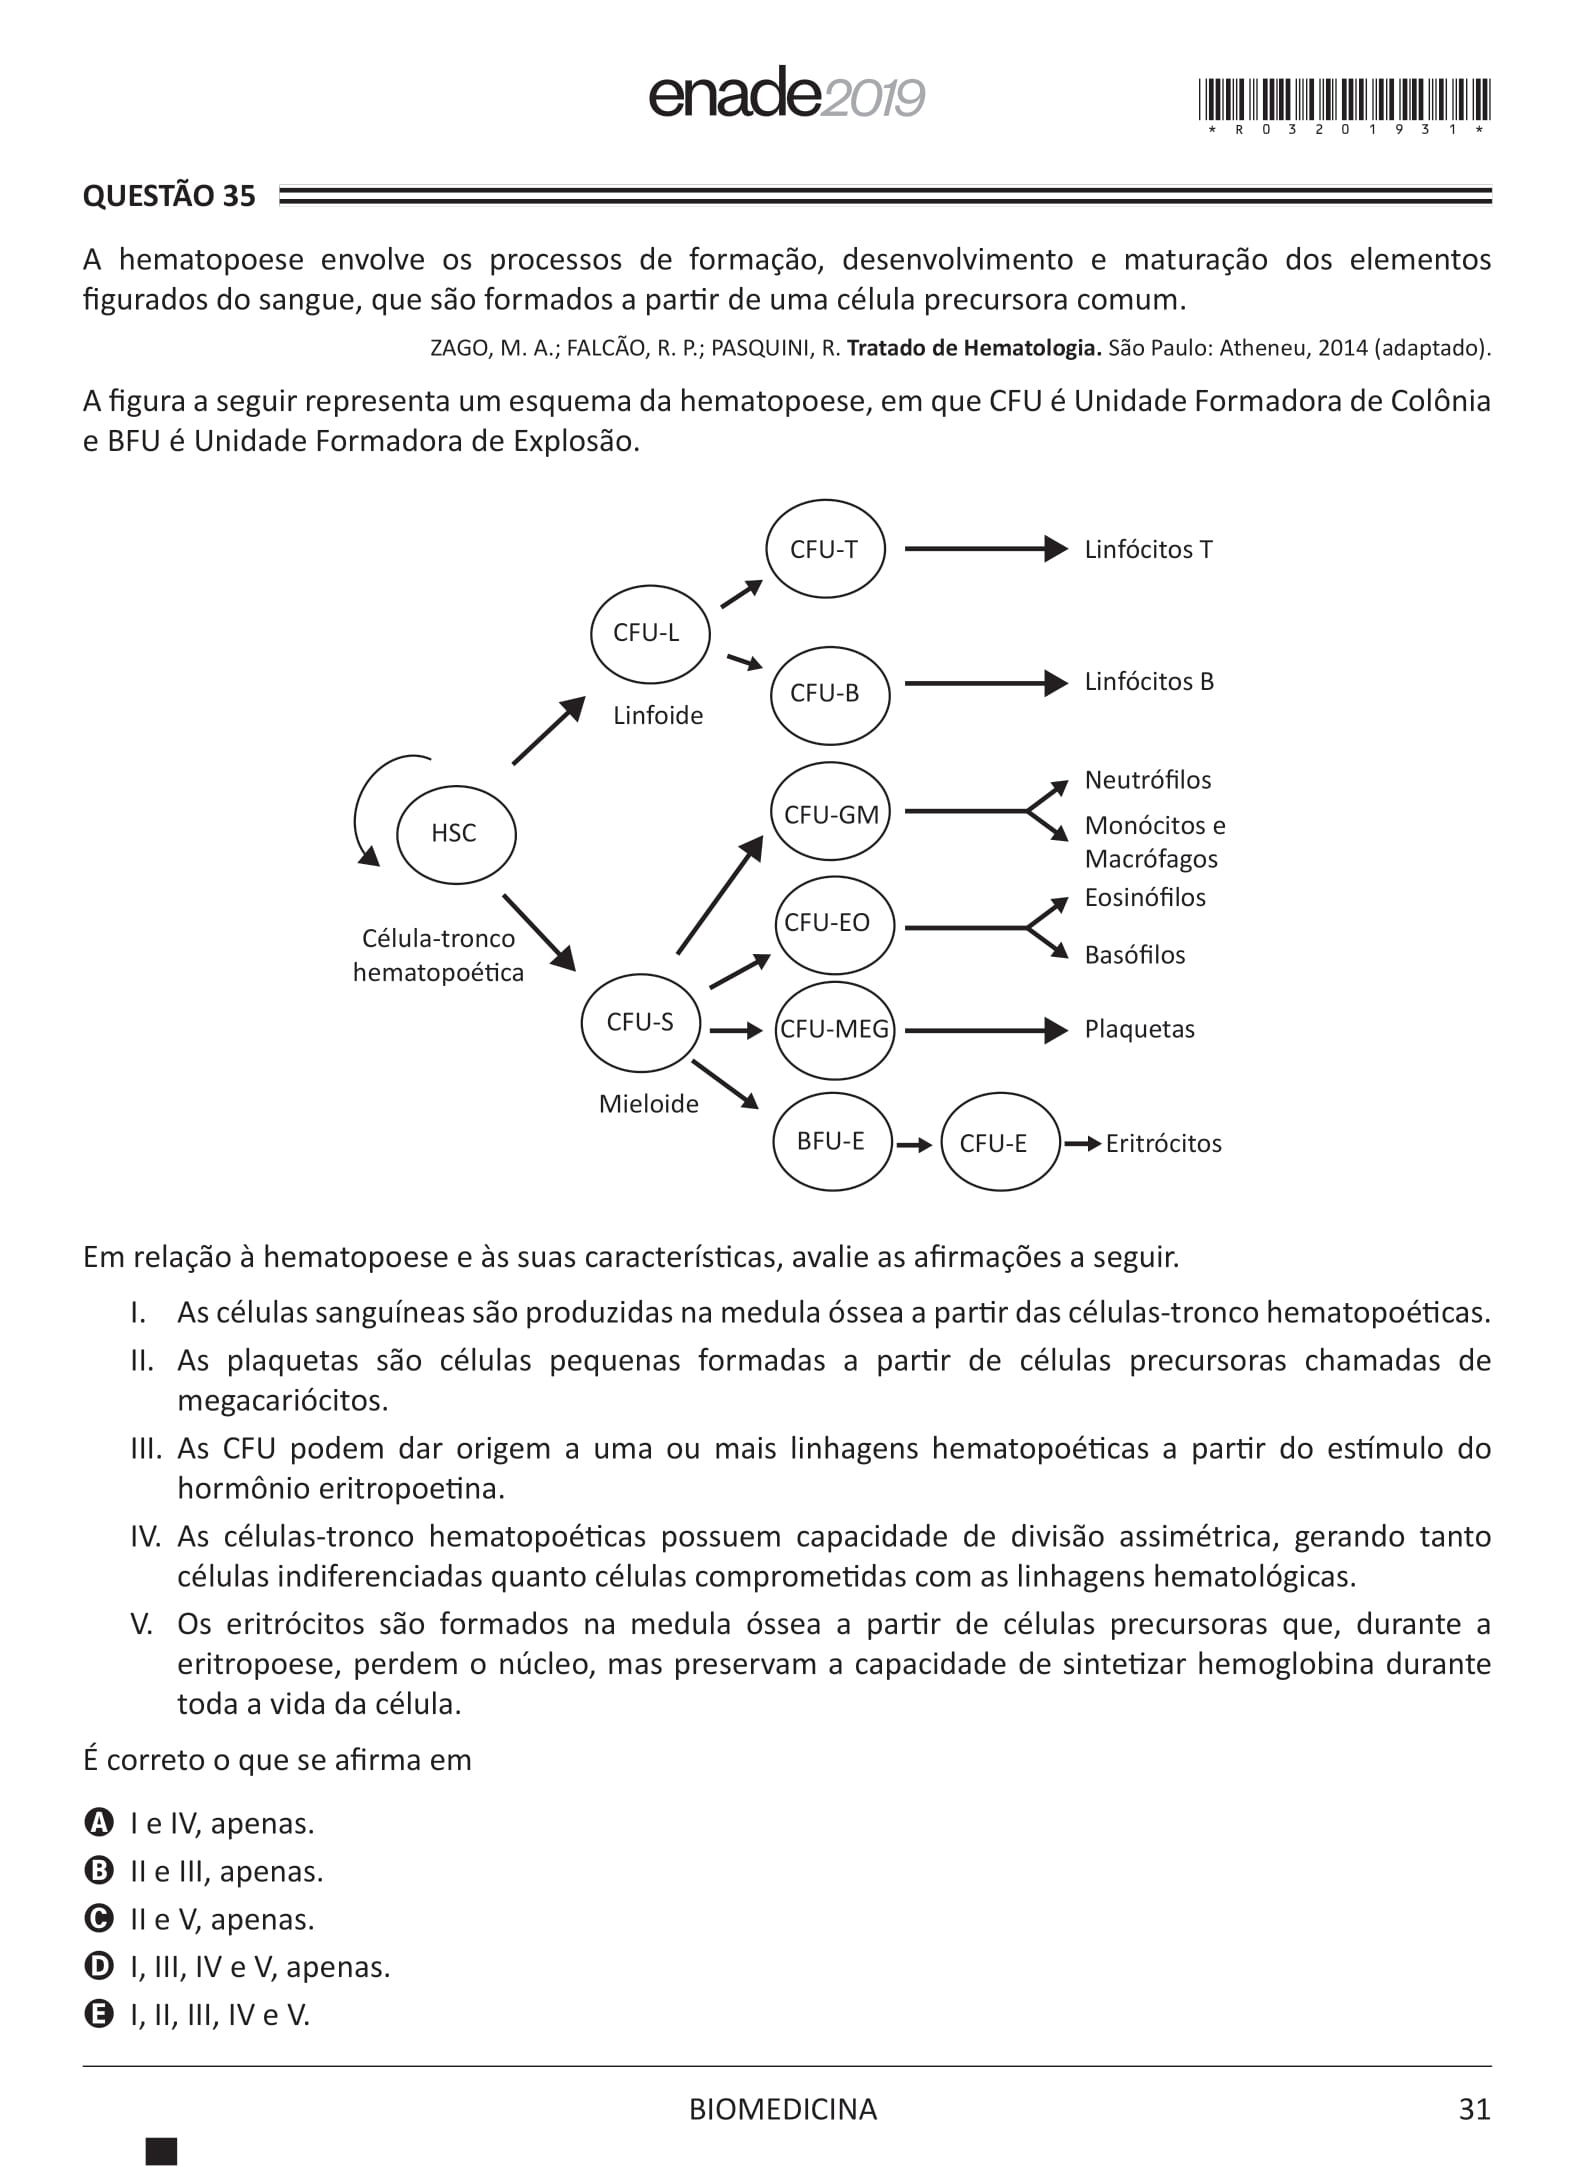 enade2019
* R 0 3 2 0 1 9 3 1 *
QUESTÃO 35
A hematopoese envolve os processos de formação, desenvolvimento e maturação dos elementos
figurados do sangue, que são formados a partir de uma célula precursora comum.
ZAGO, M. A.; FALCÃO, R. P.; PASQUINI, R. Tratado de Hematologia. São Paulo: Atheneu, 2014 (adaptado).
A figura a seguir representa um esquema da hematopoese, em que CFU é Unidade Formadora de Colônia
e BFU é Unidade Formadora de Explosão.
CFU-T
Linfócitos T
CFU-L
Linfoide
CFU-B
Linfócitos B
HSC
Célula-tronco
hematopoética
CFU-GM
Neutrófilos
Monócitos e
Macrófagos
CFU-EO
Eosinófilos
Basófilos
CFU-S
Mieloide
CFU-MEG
Plaquetas
BFU-E
CFU-E
Eritrócitos
Em relação à hematopoese e às suas características, avalie as afirmações a seguir.
I. As células sanguíneas são produzidas na medula óssea a partir das células-tronco hematopoéticas.
II. As plaquetas são células pequenas formadas a partir de células precursoras chamadas de
megacariócitos.
III. As CFU podem dar origem a uma ou mais linhagens hematopoéticas a partir do estímulo do
hormônio eritropoetina.
IV. As células-tronco hematopoéticas possuem capacidade de divisão assimétrica, gerando tanto
células indiferenciadas quanto células comprometidas com as linhagens hematológicas.
V. Os eritrócitos são formados na medula óssea a partir de células precursoras que, durante a
eritropoese, perdem o núcleo, mas preservam a capacidade de sintetizar hemoglobina durante
toda a vida da célula.
É correto o que se afirma em
A I e IV, apenas.
B II e III, apenas.
C II e V, apenas.
D I, III, IV e V, apenas.
E I, II, III, IV e V.
BIOMEDICINA
31